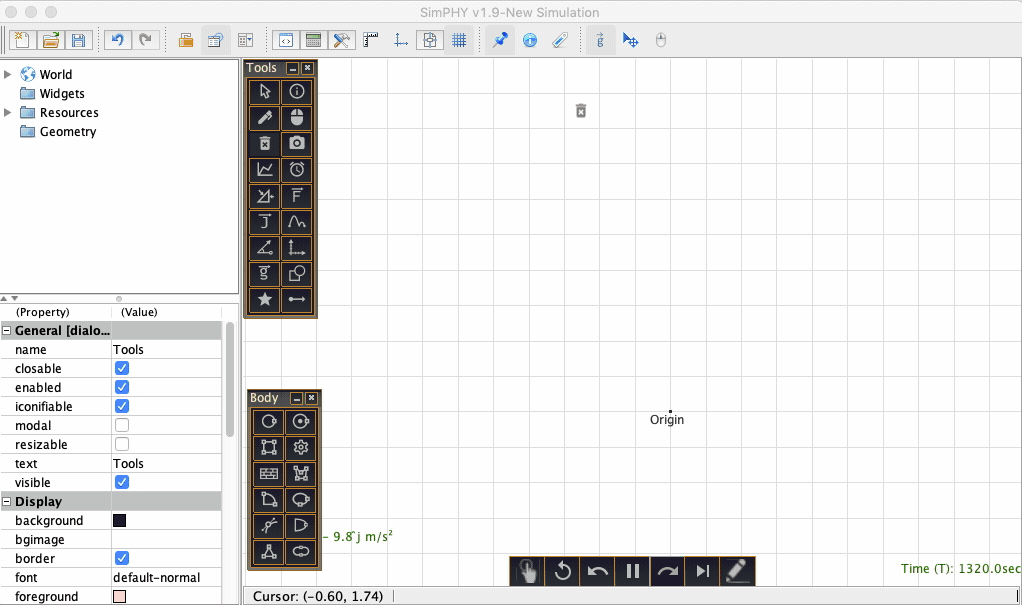 SimPHY v1.9-New Simulation
World
Widgets
Resources
Geometry
(Property) (Value)
General [dialo...
name Tools
closable
enabled
iconifiable
modal
resizable
text Tools
visible
Display
background
bgimage
border
font default-normal
foreground
Tools
F
J
g
Body
Origin
- 9.8ĵ m/s²
Time (T): 1320.0sec
Cursor: (-0.60, 1.74)